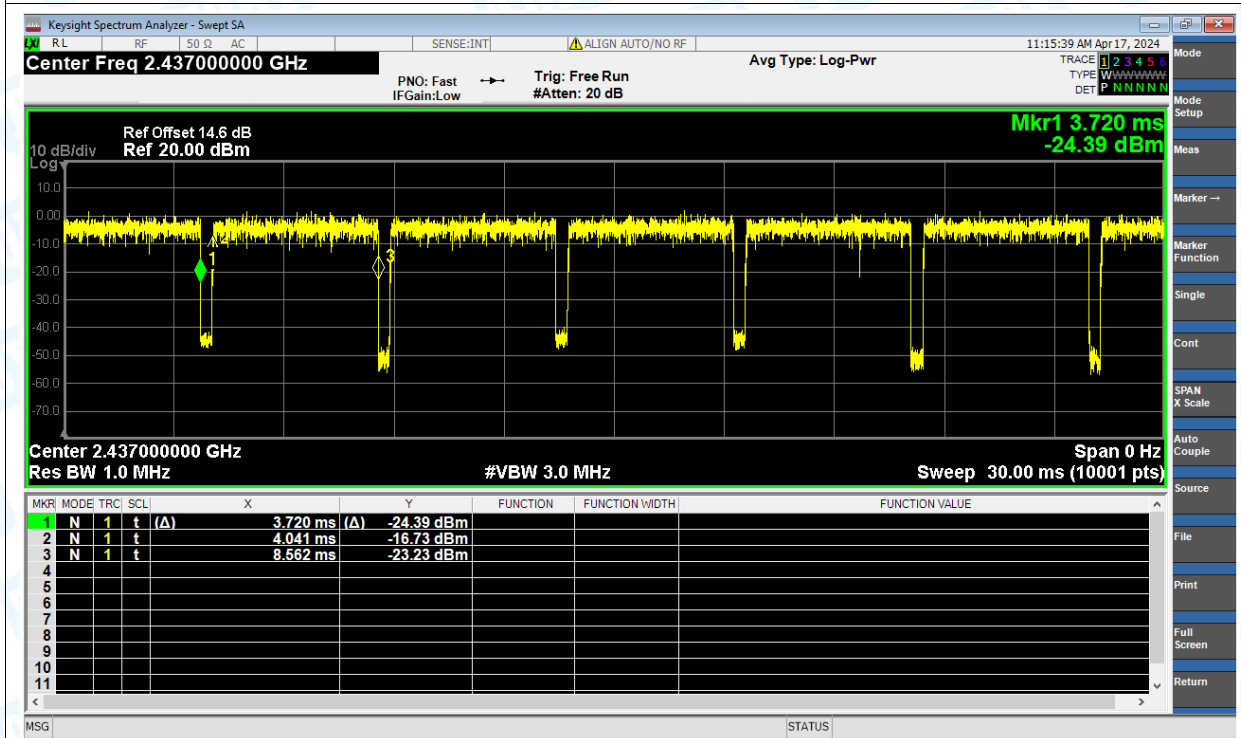 Keysight Spectrum Analyzer - Swept SA
LXI RL RF 50 Ω AC SENSE:INT ALIGN AUTO/NO RF 11:15:39 AM Apr 17, 2024
Center Freq 2.437000000 GHz
PNO: Fast
IFGain:Low
Trig: Free Run
#Atten: 20 dB
Avg Type: Log-Pwr
TRACE 1 2 3 4 5 6
TYPE WWWWWW
DET P N N N N N
Ref Offset 14.6 dB
10 dB/div Ref 20.00 dBm
Log
Mkr1 3.720 ms
-24.39 dBm
10.0
0.00
-10.0
-20.0
-30.0
-40.0
-50.0
-60.0
-70.0
1
2
3
Center 2.437000000 GHz Span 0 Hz
Res BW 1.0 MHz #VBW 3.0 MHz Sweep 30.00 ms (10001 pts)
MKR MODE TRC SCL X Y FUNCTION FUNCTION WIDTH FUNCTION VALUE
1 N 1 t (Δ) 3.720 ms (Δ) -24.39 dBm
2 N 1 t 4.041 ms -16.73 dBm
3 N 1 t 8.562 ms -23.23 dBm
4
5
6
7
8
9
10
11
MSG STATUS
Mode
Mode
Setup
Meas
Marker →
Marker
Function
Single
Cont
SPAN
X Scale
Auto
Couple
Source
File
Print
Full
Screen
Return